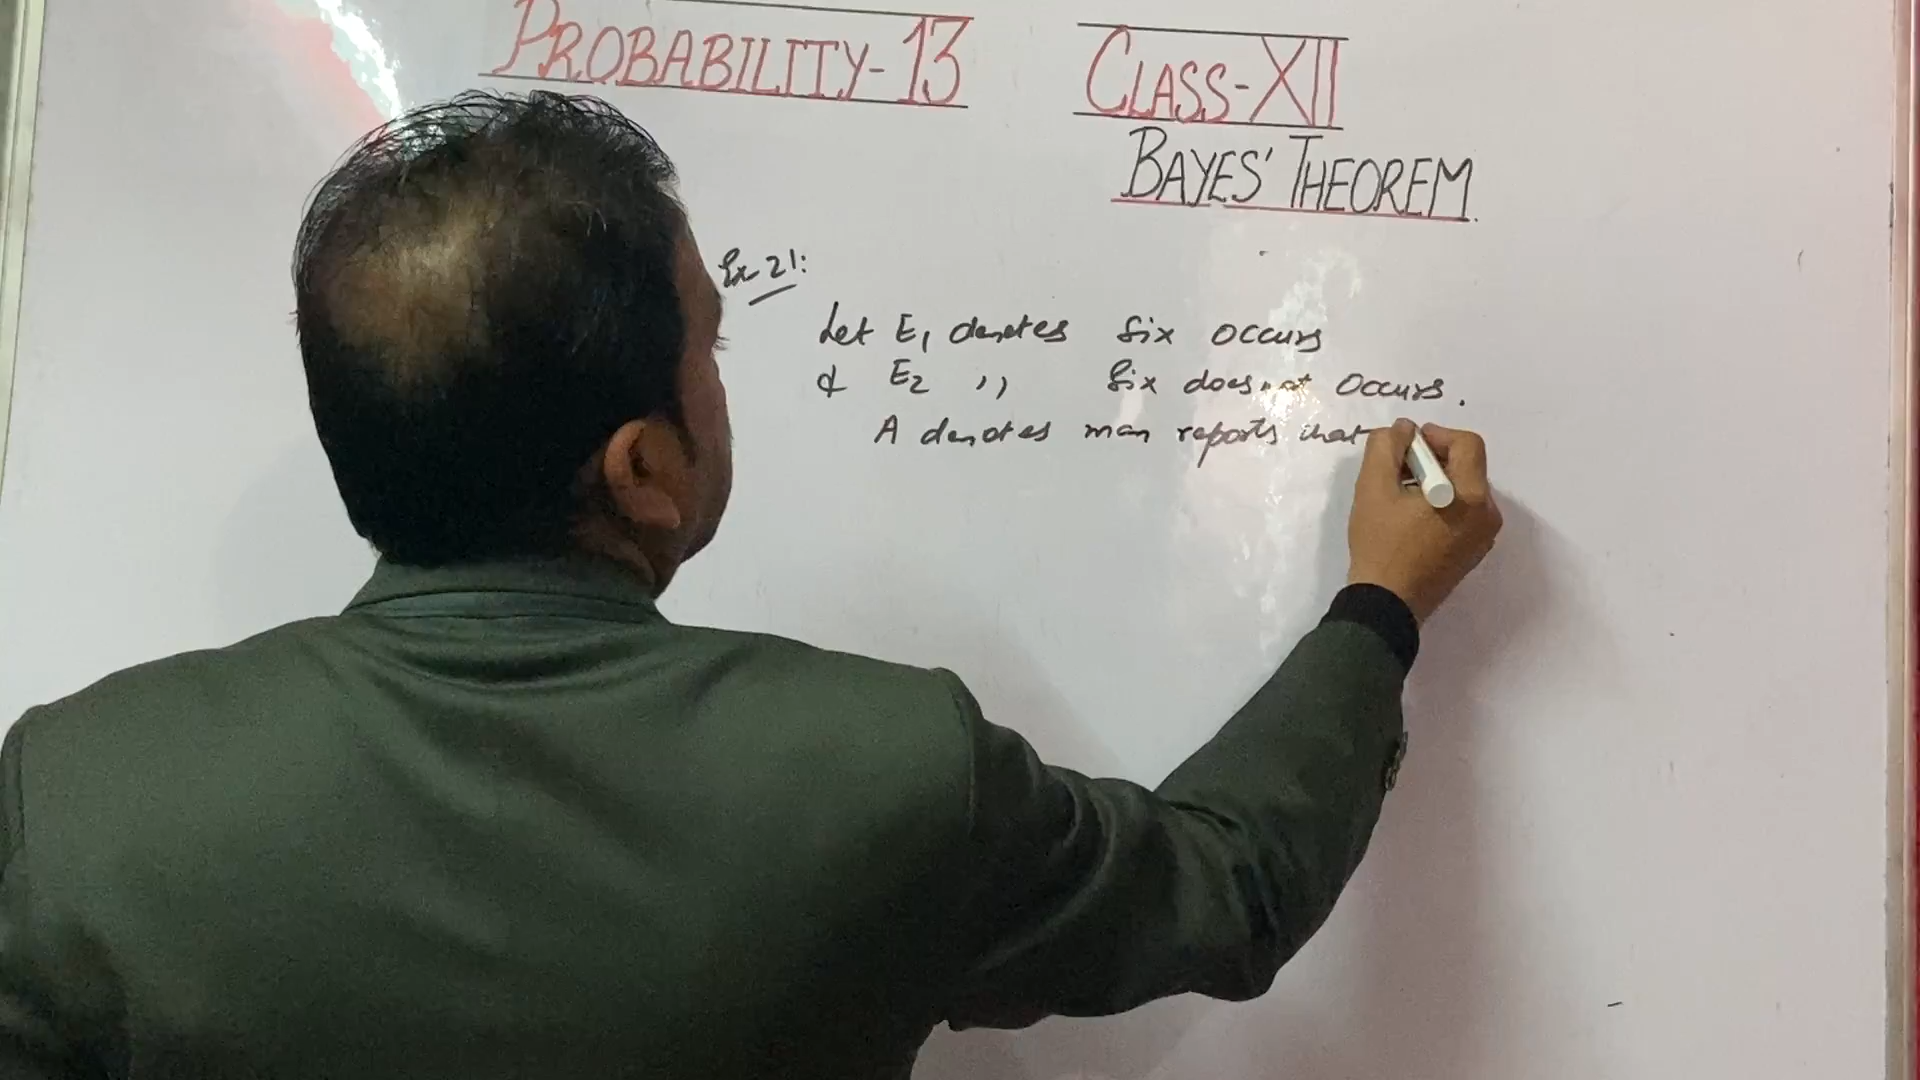 PROBABILITY-13 CLASS-XII
BAYES' THEOREM.
Ex 21:
Let E1 denotes Six occurs
& E2 ,, Six does not occurs.
A denotes man reports that